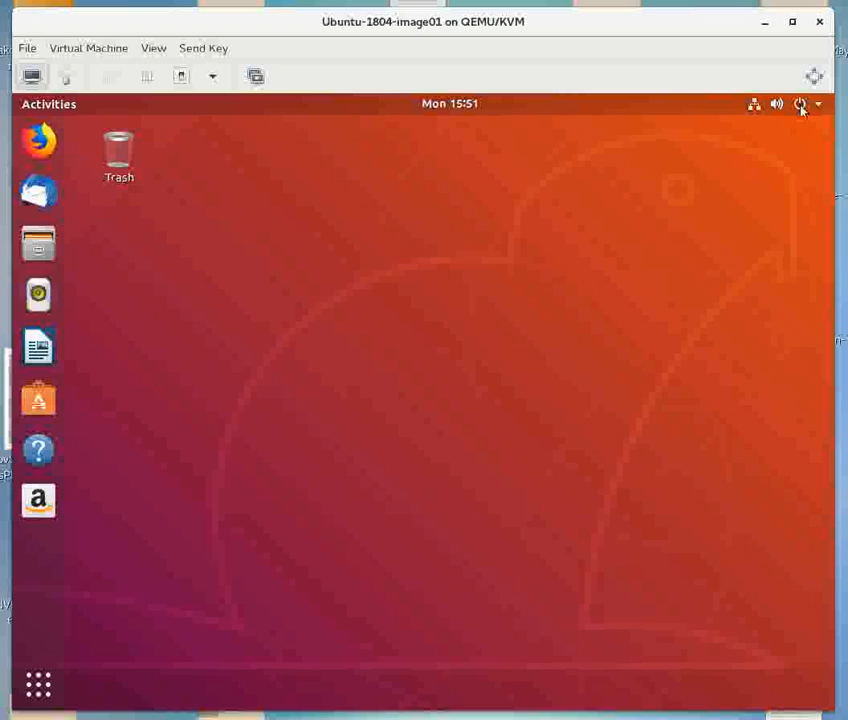 Ubuntu-1804-image01 on QEMU/KVM
File Virtual Machine View Send Key
Activities Mon 15:51
Trash